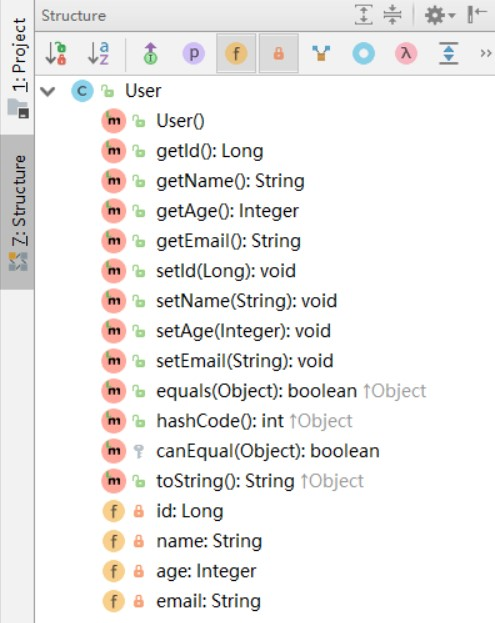 Structure
1: Project
Z: Structure
a
z
p
f
λ
»
C User
m User()
m getId(): Long
m getName(): String
m getAge(): Integer
m getEmail(): String
m setId(Long): void
m setName(String): void
m setAge(Integer): void
m setEmail(String): void
m equals(Object): boolean ↑Object
m hashCode(): int ↑Object
m canEqual(Object): boolean
m toString(): String ↑Object
f id: Long
f name: String
f age: Integer
f email: String